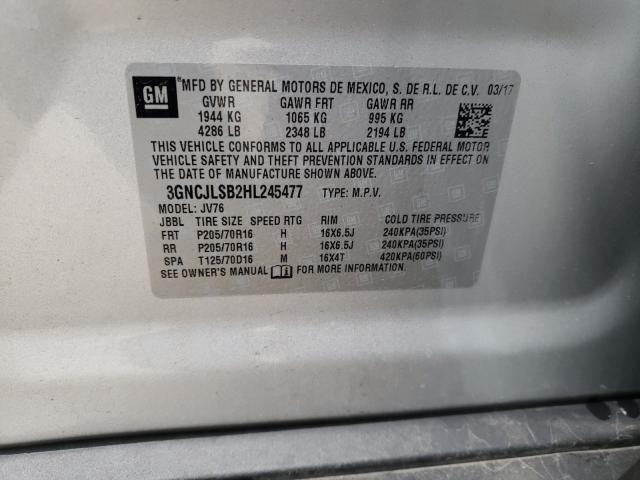 GM
MFD BY GENERAL MOTORS DE MEXICO, S. DE R.L. DE C.V. 03/17
GVWR GAWR FRT GAWR RR
1944 KG 1065 KG 995 KG
4286 LB 2348 LB 2194 LB
THIS VEHICLE CONFORMS TO ALL APPLICABLE U.S. FEDERAL MOTOR
VEHICLE SAFETY AND THEFT PREVENTION STANDARDS IN EFFECT ON
THE DATE OF MANUFACTURE SHOWN ABOVE.
3GNCJLSB2HL245477 TYPE: M.P.V.
MODEL: JV76
JBBL TIRE SIZE SPEED RTG RIM COLD TIRE PRESSURE
FRT P205/70R16 H 16X6.5J 240KPA(35PSI)
RR P205/70R16 H 16X6.5J 240KPA(35PSI)
SPA T125/70D16 M 16X4T 420KPA(60PSI)
SEE OWNER'S MANUAL FOR MORE INFORMATION.